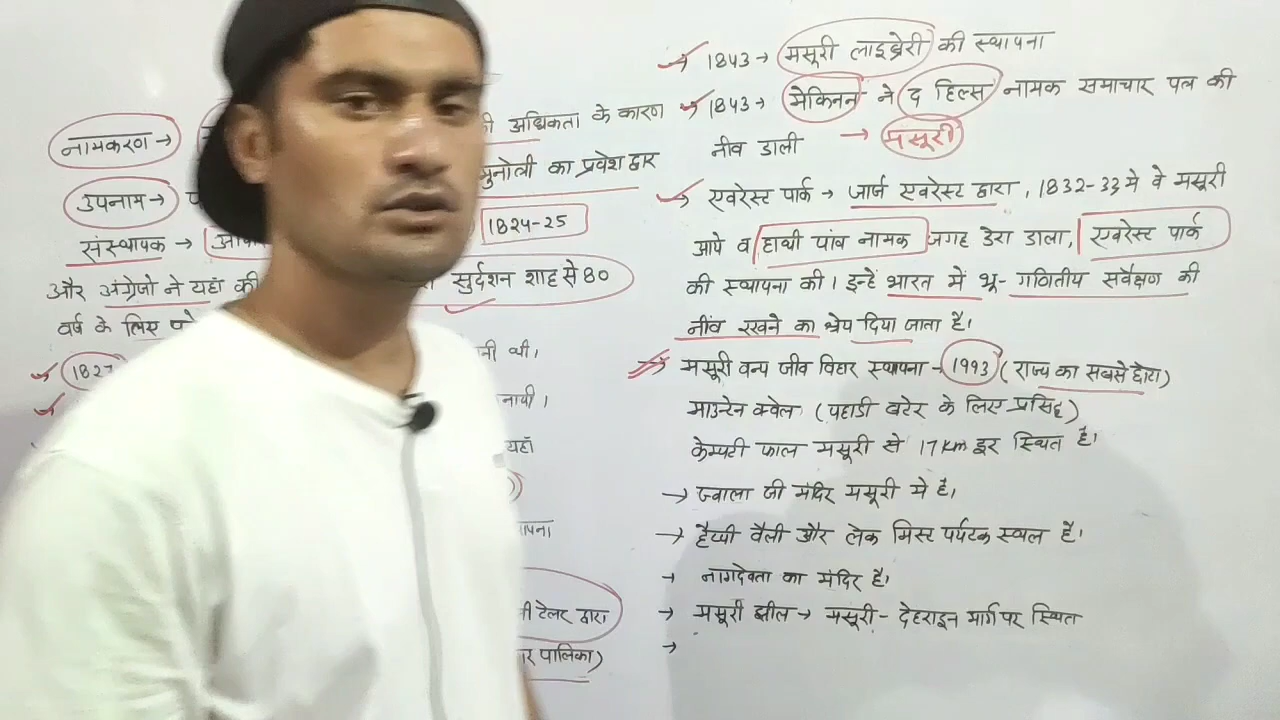 नामकरण →
की अधिकता के कारण
उपनाम →
मुनोली का प्रवेश द्वार
संस्थापक →
1824-25
और अंग्रेजो ने यहाँ की
सुर्दशन शाह से 80
वर्ष के लिए
नी थी।
1827
नायी।
यहाँ
टेलर द्वारा
पालिका)
→ 1843 → मसूरी लाइब्रेरी की स्थापना
→ 1843 → मेकिनन ने द हिल्स नामक समाचार पत्र की
नीव डाली → मसूरी
एवरेस्ट पार्क → जार्ज एवरेस्ट द्वारा, 1832-33 मे वे मसूरी
आये व हाथी पांव नामक जगह डेरा डाला, एवरेस्ट पार्क
की स्थापना की। इन्हें भारत में भू-गणितीय सर्वेक्षण की
नींव रखने का श्रेय दिया जाता है।
मसूरी वन्य जीव विहार स्थापना - 1993 (राज्य का सबसे छोटा)
माउन्टेन क्वेल (पहाडी बटेर के लिए प्रसिद्द)
केम्पटी फाल मसूरी से 17 Km दूर स्थित है।
→ ज्वाला जी मंदिर मसूरी मे है।
→ हैप्पी वैली और लेक मिस्ट पर्यटक स्थल है।
→ नागदेवता का मंदिर है।
→ मसूरी झील → मसूरी - देहरादून मार्ग पर स्थित
→